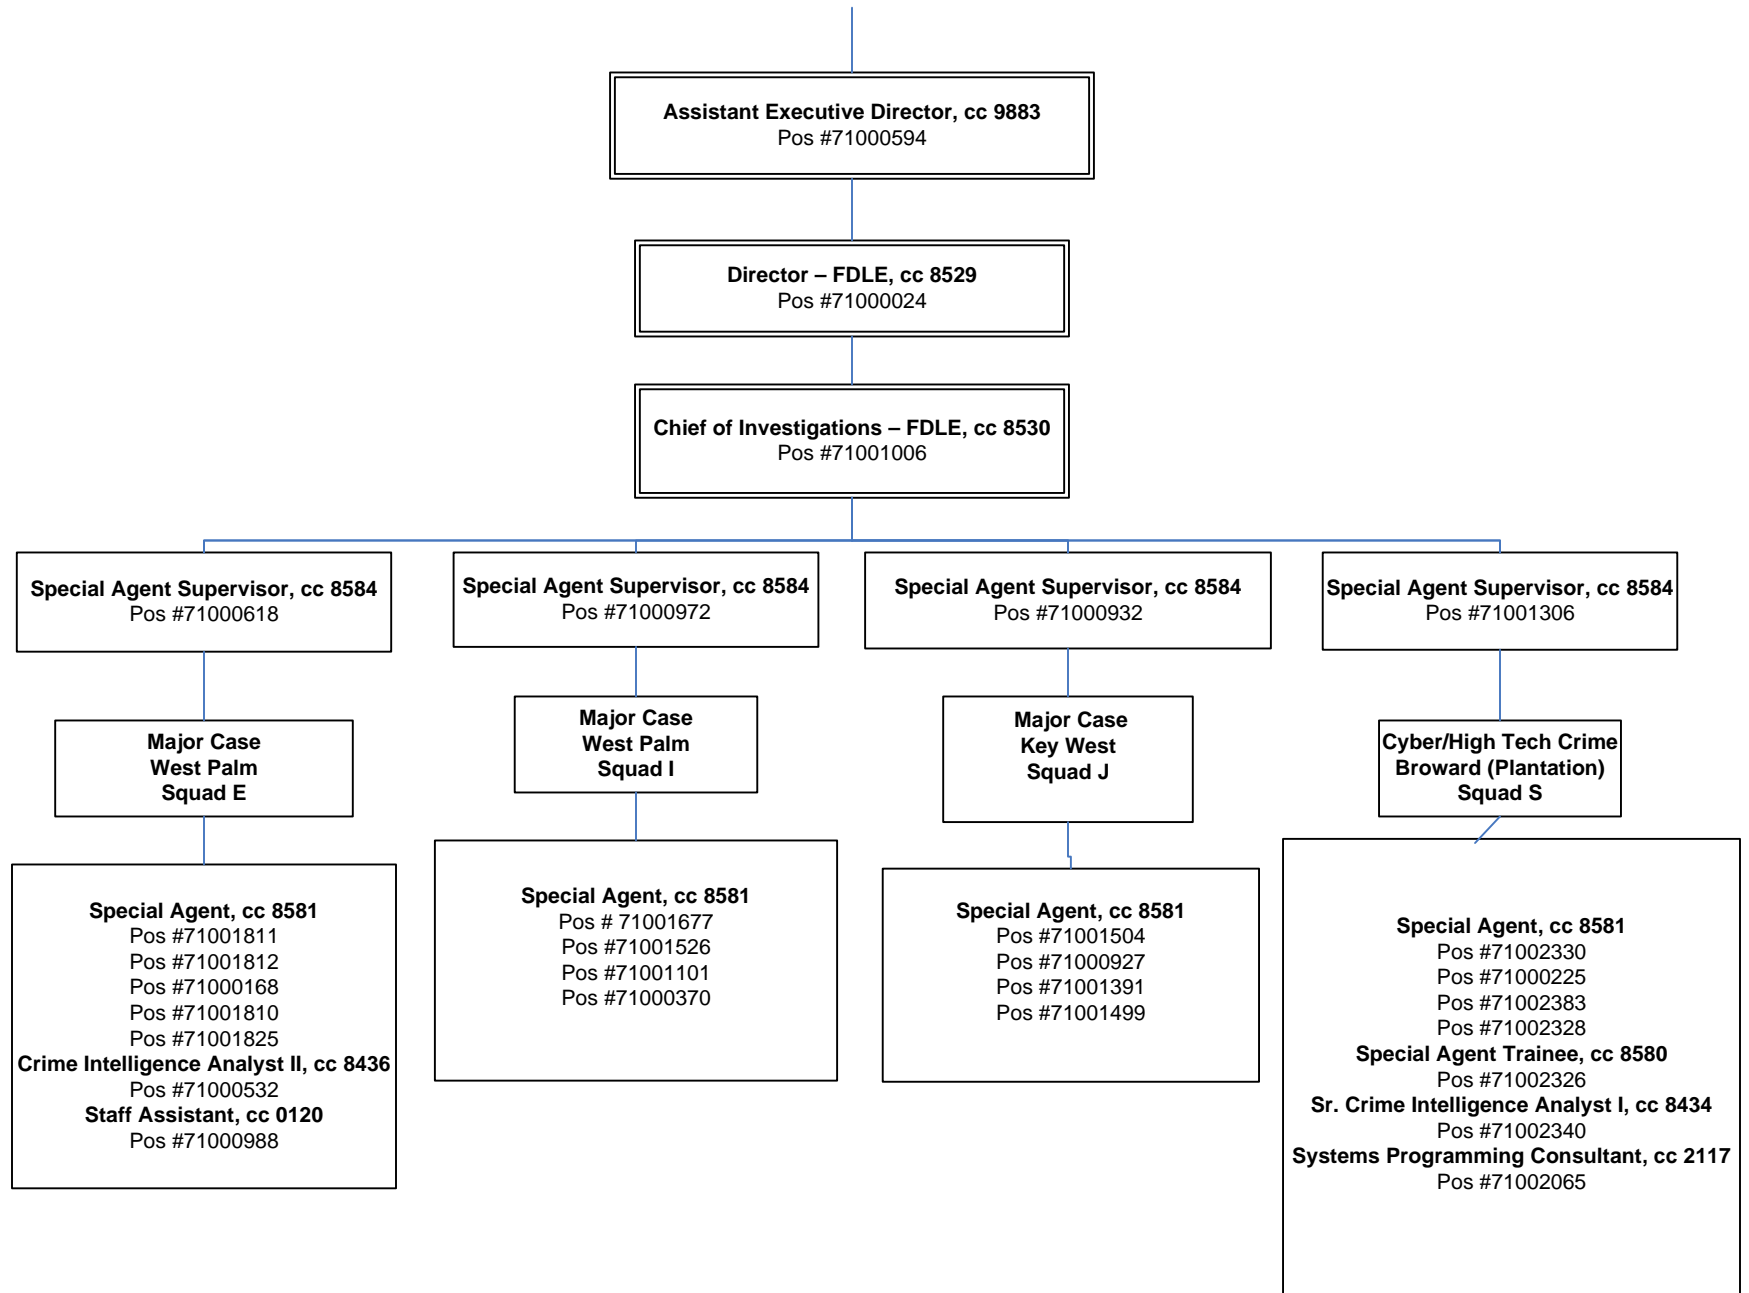 Assistant Executive Director, cc 9883
Pos #71000594
Director – FDLE, cc 8529
Pos #71000024
Chief of Investigations – FDLE, cc 8530
Pos #71001006
Special Agent Supervisor, cc 8584
Pos #71000618
Special Agent Supervisor, cc 8584
Pos #71000972
Special Agent Supervisor, cc 8584
Pos #71000932
Special Agent Supervisor, cc 8584
Pos #71001306
Major Case
West Palm
Squad E
Major Case
West Palm
Squad I
Major Case
Key West
Squad J
Cyber/High Tech Crime
Broward (Plantation)
Squad S
Special Agent, cc 8581
Pos #71001811
Pos #71001812
Pos #71000168
Pos #71001810
Pos #71001825
Crime Intelligence Analyst II, cc 8436
Pos #71000532
Staff Assistant, cc 0120
Pos #71000988
Special Agent, cc 8581
Pos # 71001677
Pos #71001526
Pos #71001101
Pos #71000370
Special Agent, cc 8581
Pos #71001504
Pos #71000927
Pos #71001391
Pos #71001499
Special Agent, cc 8581
Pos #71002330
Pos #71000225
Pos #71002383
Pos #71002328
Special Agent Trainee, cc 8580
Pos #71002326
Sr. Crime Intelligence Analyst I, cc 8434
Pos #71002340
Systems Programming Consultant, cc 2117
Pos #71002065